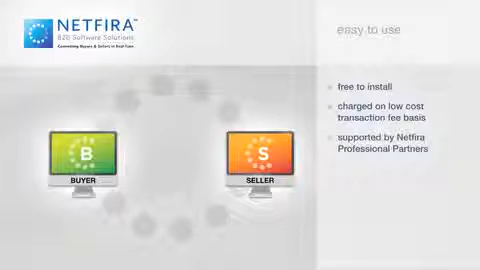 NETFIRA™
B2B Software Solutions
Connecting Buyers & Sellers in Real-Time
easy to use
free to install
charged on low cost
transaction fee basis
supported by Netfira
Professional Partners
B
S
BUYER
SELLER